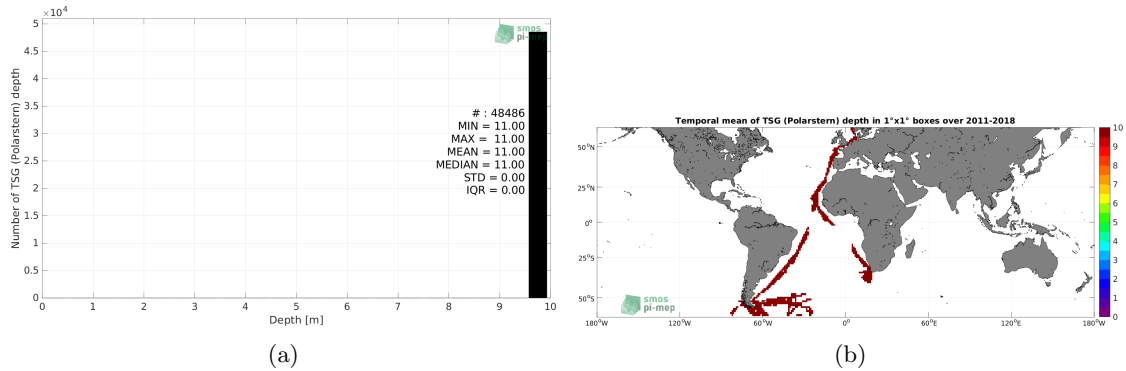 ×10⁴
5
4.5
4
3.5
3
2.5
2
1.5
1
0.5
0
Number of TSG (Polarstern) depth
smos
pi-mep
# : 48486
MIN = 11.00
MAX = 11.00
MEAN = 11.00
MEDIAN = 11.00
STD = 0.00
IQR = 0.00
0 1 2 3 4 5 6 7 8 9 10
Depth [m]
(a)
Temporal mean of TSG (Polarstern) depth in 1°x1° boxes over 2011-2018
50°N
25°N
0°
25°S
50°S
180°W 120°W 60°W 0° 60°E 120°E 180°W
smos
pi-mep
10
9
8
7
6
5
4
3
2
1
0
(b)